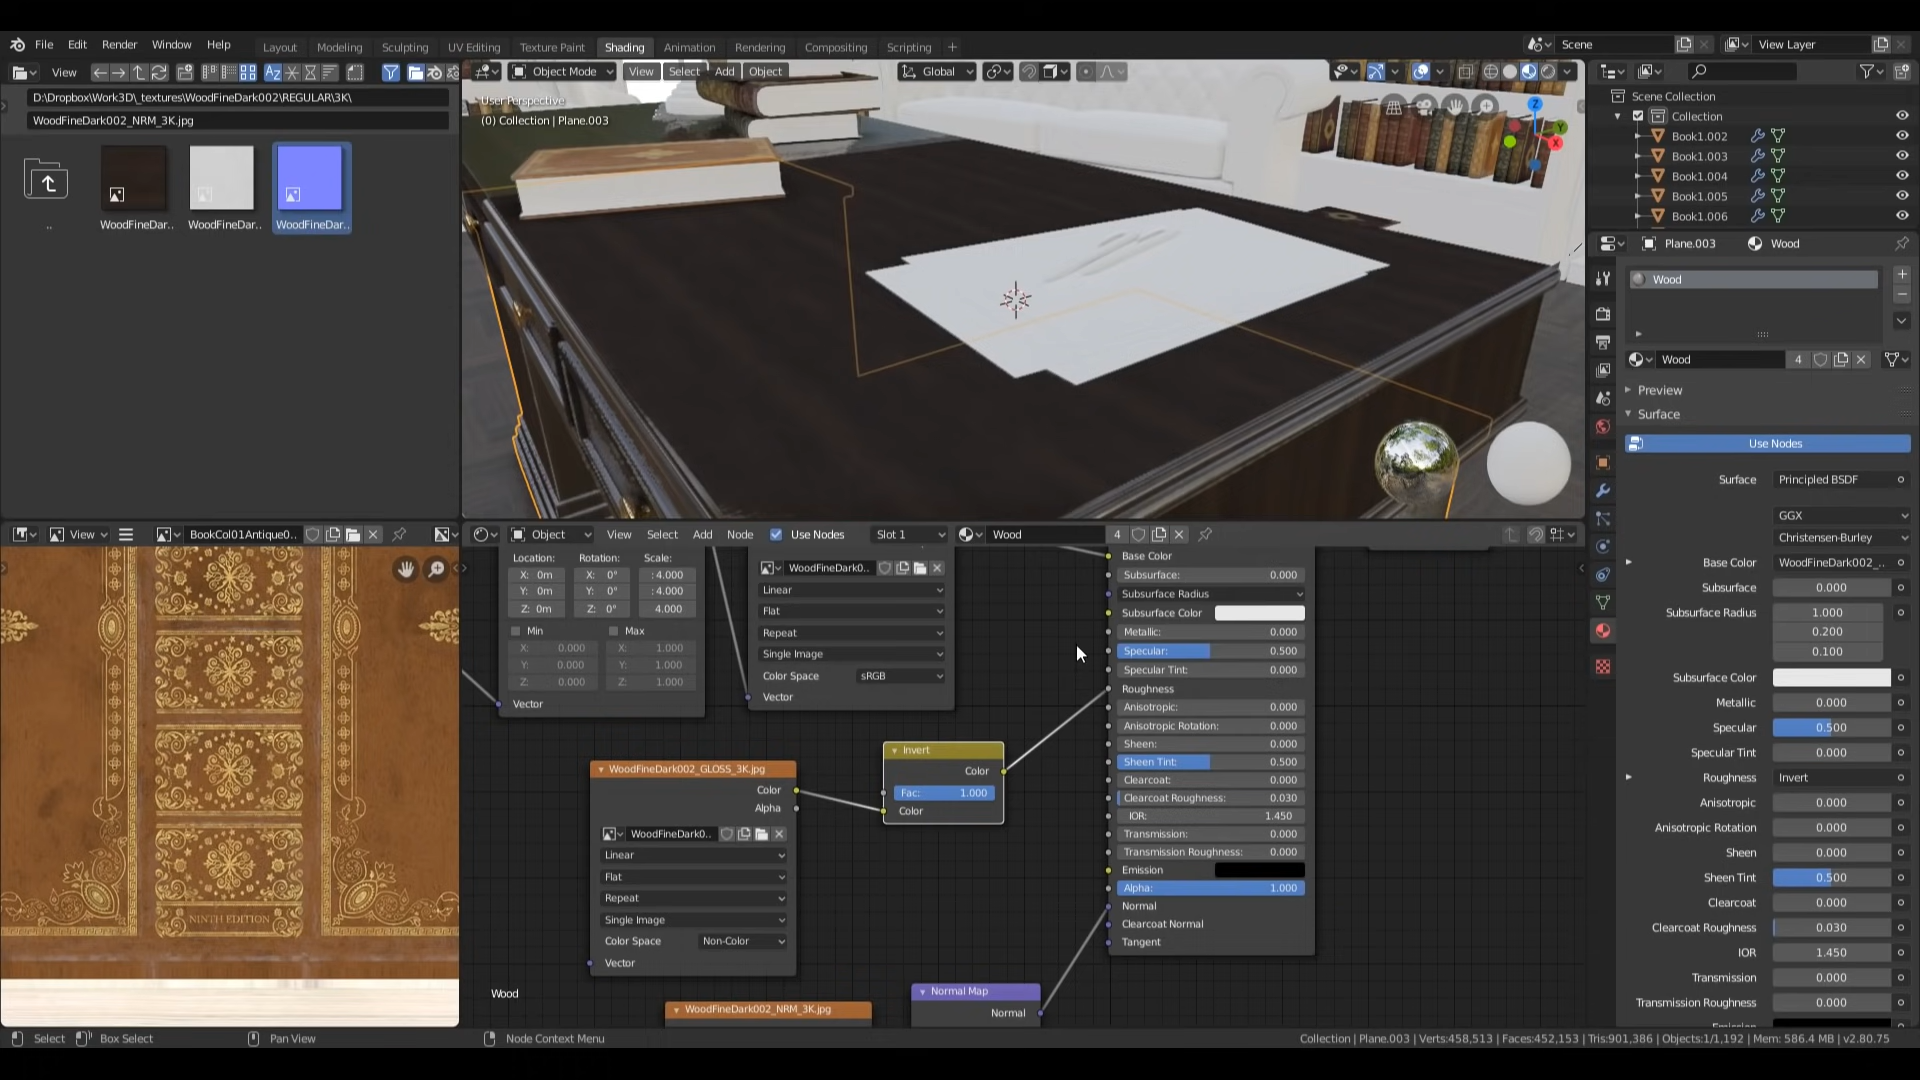 File Edit Render Window Help
Layout Modeling Sculpting UV Editing Texture Paint Shading Animation Rendering Compositing Scripting +
Scene
View Layer
View
D:\Dropbox\Work3D\_textures\WoodFineDark002\REGULAR\3K\
WoodFineDark002_NRM_3K.jpg
..
WoodFineDar..
WoodFineDar..
WoodFineDar..
Object Mode View Select Add Object
Global
User Perspective
(0) Collection | Plane.003
Z
Y
X
Scene Collection
Collection
Book1.002
Book1.003
Book1.004
Book1.005
Book1.006
Plane.003 Wood
Wood
Wood 4
Preview
Surface
Use Nodes
Surface Principled BSDF
GGX
Christensen-Burley
Base Color WoodFineDark002_..
Subsurface 0.000
Subsurface Radius 1.000
0.200
0.100
Subsurface Color
Metallic 0.000
Specular 0.500
Specular Tint 0.000
Roughness Invert
Anisotropic 0.000
Anisotropic Rotation 0.000
Sheen 0.000
Sheen Tint 0.500
Clearcoat 0.000
Clearcoat Roughness 0.030
IOR 1.450
Transmission 0.000
Transmission Roughness 0.000
View
BookCol01Antique0..
NINTH EDITION
Object View Select Add Node Use Nodes Slot 1 Wood 4
Location: Rotation: Scale:
X: 0m X: 0° :4.000
Y: 0m Y: 0° :4.000
Z: 0m Z: 0° 4.000
Min Max
X: 0.000 X: 1.000
Y: 0.000 Y: 1.000
Z: 0.000 Z: 1.000
Vector
WoodFineDark0..
Linear
Flat
Repeat
Single Image
Color Space sRGB
Vector
WoodFineDark002_GLOSS_3K.jpg
Color
Alpha
WoodFineDark0..
Linear
Flat
Repeat
Single Image
Color Space Non-Color
Vector
Invert
Color
Fac: 1.000
Color
Base Color
Subsurface: 0.000
Subsurface Radius
Subsurface Color
Metallic: 0.000
Specular: 0.500
Specular Tint: 0.000
Roughness
Anisotropic: 0.000
Anisotropic Rotation: 0.000
Sheen: 0.000
Sheen Tint: 0.500
Clearcoat: 0.000
Clearcoat Roughness: 0.030
IOR: 1.450
Transmission: 0.000
Transmission Roughness: 0.000
Emission
Alpha: 1.000
Normal
Clearcoat Normal
Tangent
Wood
WoodFineDark002_NRM_3K.jpg
Normal Map
Normal
Select Box Select Pan View Node Context Menu
Collection | Plane.003 | Verts:458,513 | Faces:452,153 | Tris:901,386 | Objects:1/1,192 | Mem: 586.4 MB | v2.80.75